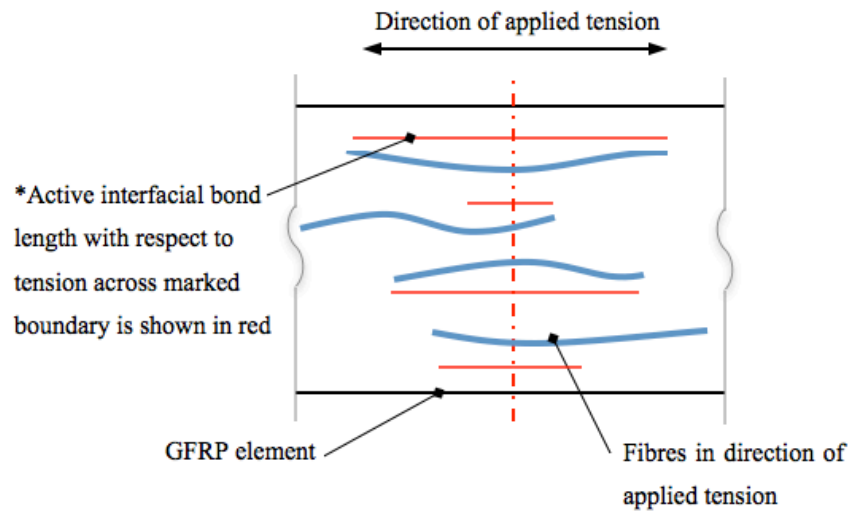 Direction of applied tension
*Active interfacial bond
length with respect to
tension across marked
boundary is shown in red
GFRP element
Fibres in direction of
applied tension